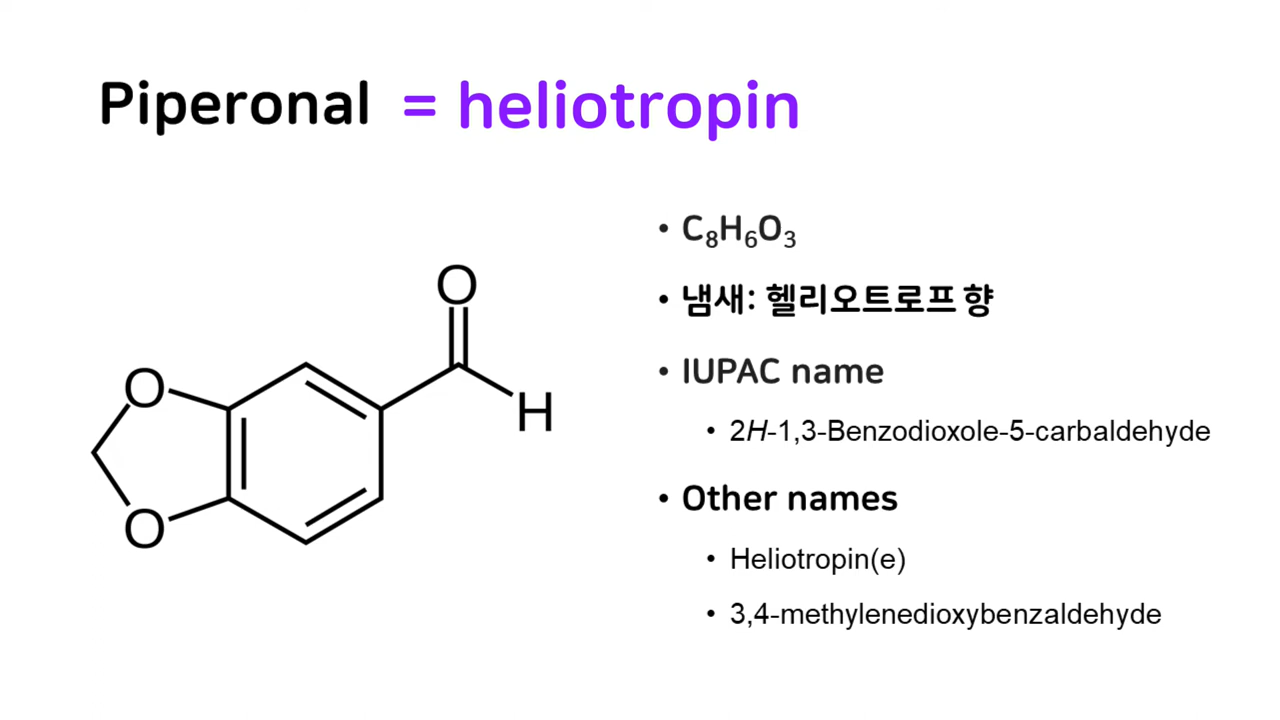 Piperonal = heliotropin
• C₈H₆O₃
• 냄새: 헬리오트로프 향
• IUPAC name
• 2H-1,3-Benzodioxole-5-carbaldehyde
• Other names
• Heliotropin(e)
• 3,4-methylenedioxybenzaldehyde
O
O
H
O